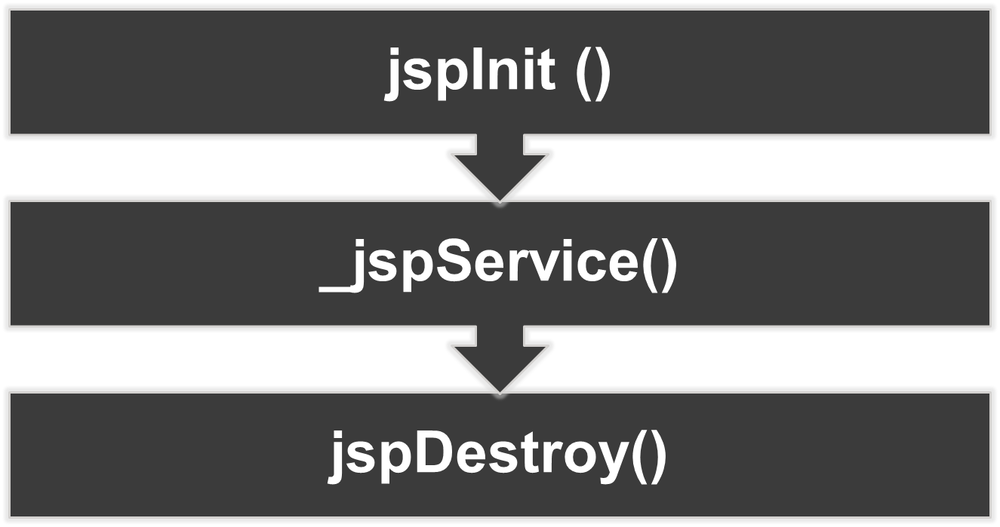 jspInit ()
_jspService()
jspDestroy()